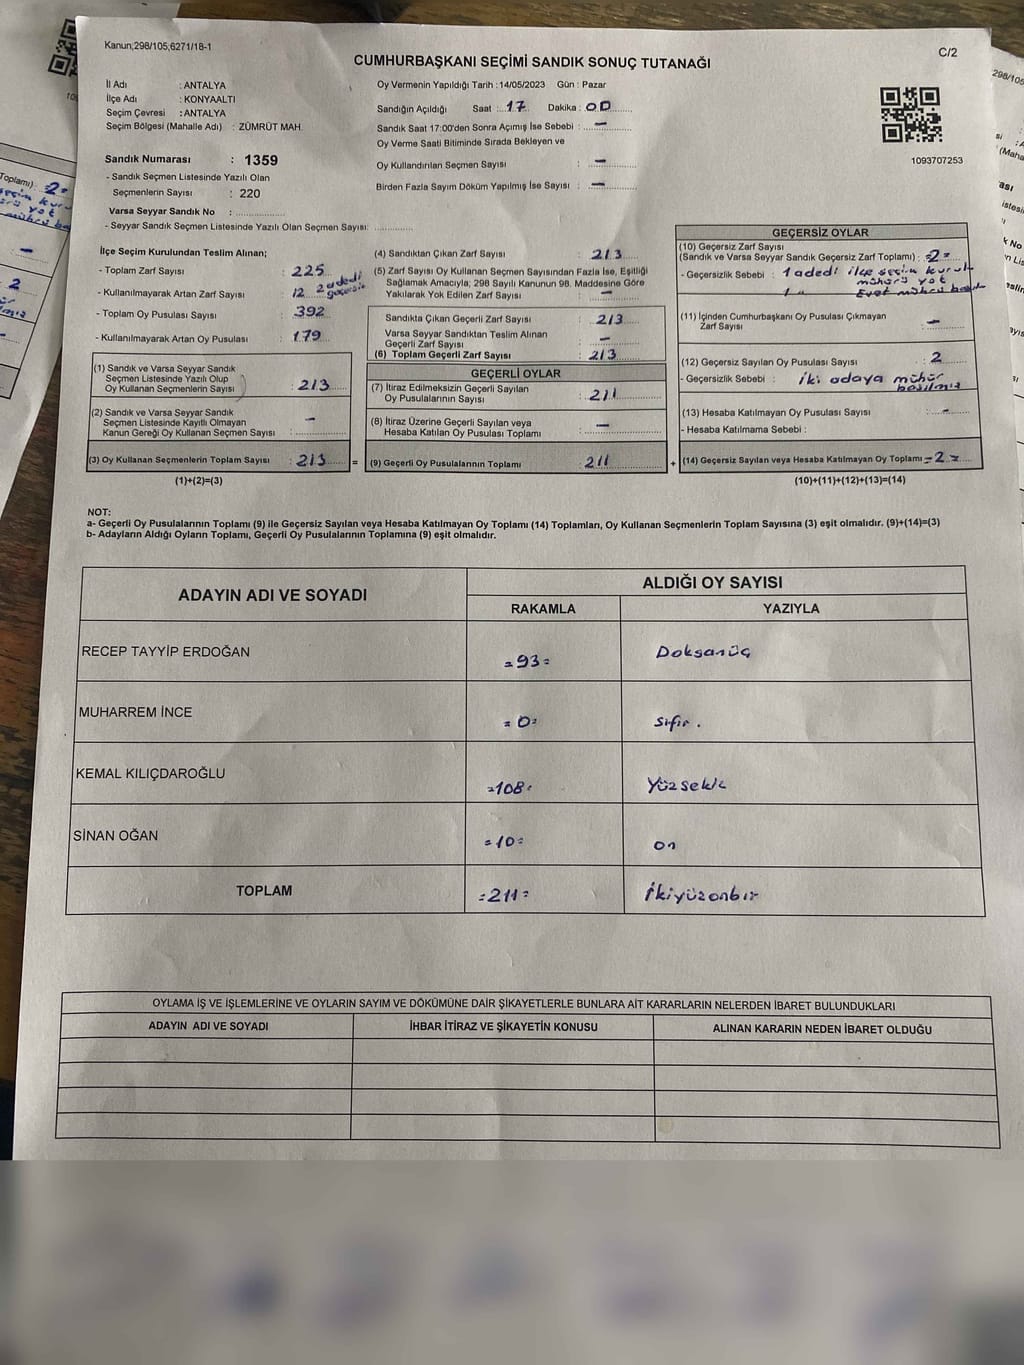 Kanun;298/105;6271/18-1
C/2
CUMHURBAŞKANI SEÇİMİ SANDIK SONUÇ TUTANAĞI
İl Adı : ANTALYA
İlçe Adı : KONYAALTI
Seçim Çevresi : ANTALYA
Seçim Bölgesi (Mahalle Adı) : ZÜMRÜT MAH.
Sandık Numarası : 1359
- Sandık Seçmen Listesinde Yazılı Olan
Seçmenlerin Sayısı : 220
Varsa Seyyar Sandık No :
- Seyyar Sandık Seçmen Listesinde Yazılı Olan Seçmen Sayısı:
Oy Vermenin Yapıldığı Tarih :14/05/2023 Gün : Pazar
Sandığın Açıldığı Saat : 17 Dakika : 00
Sandık Saat 17:00'den Sonra Açımış İse Sebebi : —
Oy Verme Saati Bitiminde Sırada Bekleyen ve
Oy Kullandırılan Seçmen Sayısı : —
Birden Fazla Sayım Döküm Yapılmış İse Sayısı : —
1093707253
İlçe Seçim Kurulundan Teslim Alınan;
- Toplam Zarf Sayısı : 225
- Kullanılmayarak Artan Zarf Sayısı : 12 2 adedi
geçersiz
- Toplam Oy Pusulası Sayısı : 392
- Kullanılmayarak Artan Oy Pusulası : 179
(1) Sandık ve Varsa Seyyar Sandık
Seçmen Listesinde Yazılı Olup
Oy Kullanan Seçmenlerin Sayısı : 213
(2) Sandık ve Varsa Seyyar Sandık
Seçmen Listesinde Kayıtlı Olmayan
Kanun Gereği Oy Kullanan Seçmen Sayısı : —
(3) Oy Kullanan Seçmenlerin Toplam Sayısı : 213 =
(1)+(2)=(3)
(4) Sandıktan Çıkan Zarf Sayısı : 213
(5) Zarf Sayısı Oy Kullanan Seçmen Sayısından Fazla İse, Eşitliği
Sağlamak Amacıyla; 298 Sayılı Kanunun 98. Maddesine Göre
Yakılarak Yok Edilen Zarf Sayısı : —
Sandıkta Çıkan Geçerli Zarf Sayısı : 213
Varsa Seyyar Sandıktan Teslim Alınan
Geçerli Zarf Sayısı : —
(6) Toplam Geçerli Zarf Sayısı : 213
GEÇERLİ OYLAR
(7) İtiraz Edilmeksizin Geçerli Sayılan
Oy Pusulalarının Sayısı : 211
(8) İtiraz Üzerine Geçerli Sayılan veya
Hesaba Katılan Oy Pusulası Toplamı : —
(9) Geçerli Oy Pusulalarının Toplamı : 211 +
GEÇERSİZ OYLAR
(10) Geçersiz Zarf Sayısı
(Sandık ve Varsa Seyyar Sandık Geçersiz Zarf Toplamı) : =2=
- Geçersizlik Sebebi : 1 adedi ilçe seçim kurul
mühürü yok
1 " Evet mühürü basılı
(11) İçinden Cumhurbaşkanı Oy Pusulası Çıkmayan
Zarf Sayısı : —
(12) Geçersiz Sayılan Oy Pusulası Sayısı : 2
- Geçersizlik Sebebi : İki adaya mühür
basılmış
(13) Hesaba Katılmayan Oy Pusulası Sayısı : —
- Hesaba Katılmama Sebebi :
(14) Geçersiz Sayılan veya Hesaba Katılmayan Oy Toplamı =2=
(10)+(11)+(12)+(13)=(14)
NOT:
a- Geçerli Oy Pusulalarının Toplamı (9) ile Geçersiz Sayılan veya Hesaba Katılmayan Oy Toplamı (14) Toplamları, Oy Kullanan Seçmenlerin Toplam Sayısına (3) eşit olmalıdır. (9)+(14)=(3)
b- Adayların Aldığı Oyların Toplamı, Geçerli Oy Pusulalarının Toplamına (9) eşit olmalıdır.
ADAYIN ADI VE SOYADI
ALDIĞI OY SAYISI
RAKAMLA YAZIYLA
RECEP TAYYİP ERDOĞAN =93= Doksanüç
MUHARREM İNCE =0= Sıfır.
KEMAL KILIÇDAROĞLU =108= Yüzsekiz
SİNAN OĞAN =10= on
TOPLAM =211= İkiyüzonbir
OYLAMA İŞ VE İŞLEMLERİNE VE OYLARIN SAYIM VE DÖKÜMÜNE DAİR ŞİKAYETLERLE BUNLARA AİT KARARLARIN NELERDEN İBARET BULUNDUKLARI
ADAYIN ADI VE SOYADI İHBAR İTİRAZ VE ŞİKAYETİN KONUSU ALINAN KARARIN NEDEN İBARET OLDUĞU